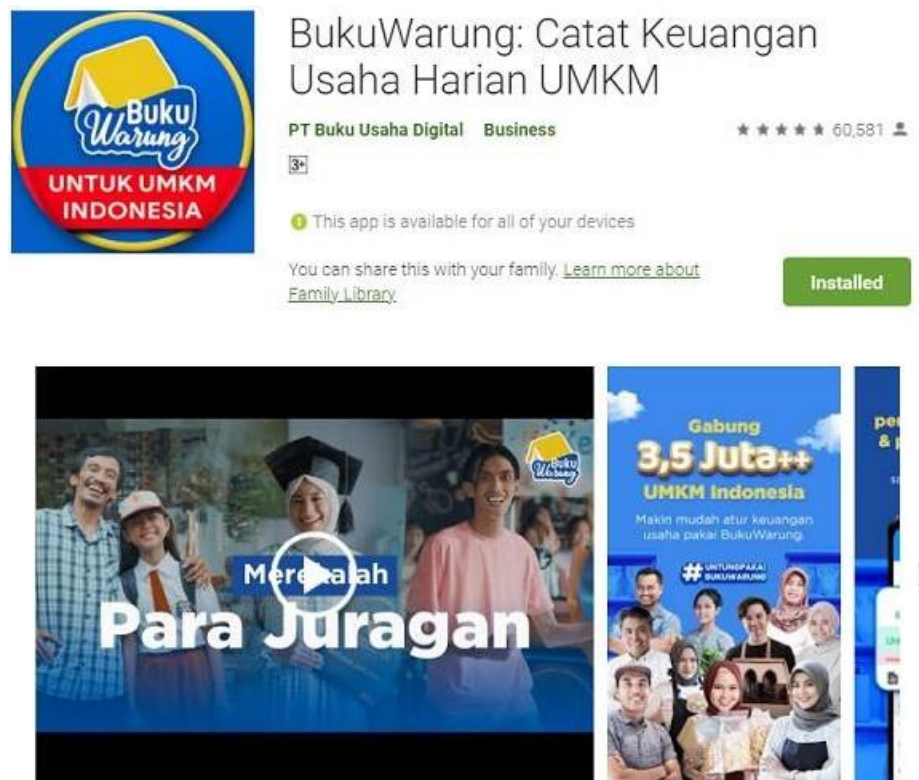 BukuWarung: Catat Keuangan
Usaha Harian UMKM
PT Buku Usaha Digital Business
60,581
3+
This app is available for all of your devices
You can share this with your family. Learn more about
Family Library
Installed
Buku
Warung
UNTUK UMKM
INDONESIA
Buku
Warung
Merekalah
Para Juragan
Gabung
3,5 Juta++
UMKM Indonesia
Makin mudah atur keuangan
usaha pakai BukuWarung.
# UNTUNGPAKAI
BUKUWARUNG
& p